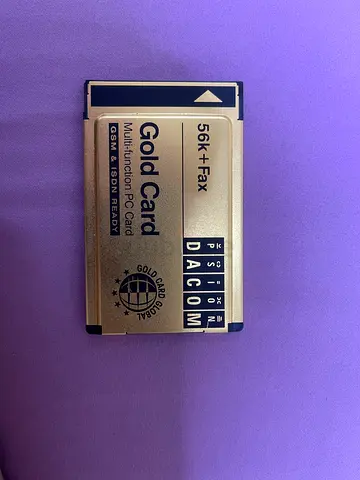 56k+Fax
PSION
DACOM
Gold Card
Multi-function PC Card
GSM & ISDN READY
GOLD CARD GLOBAL